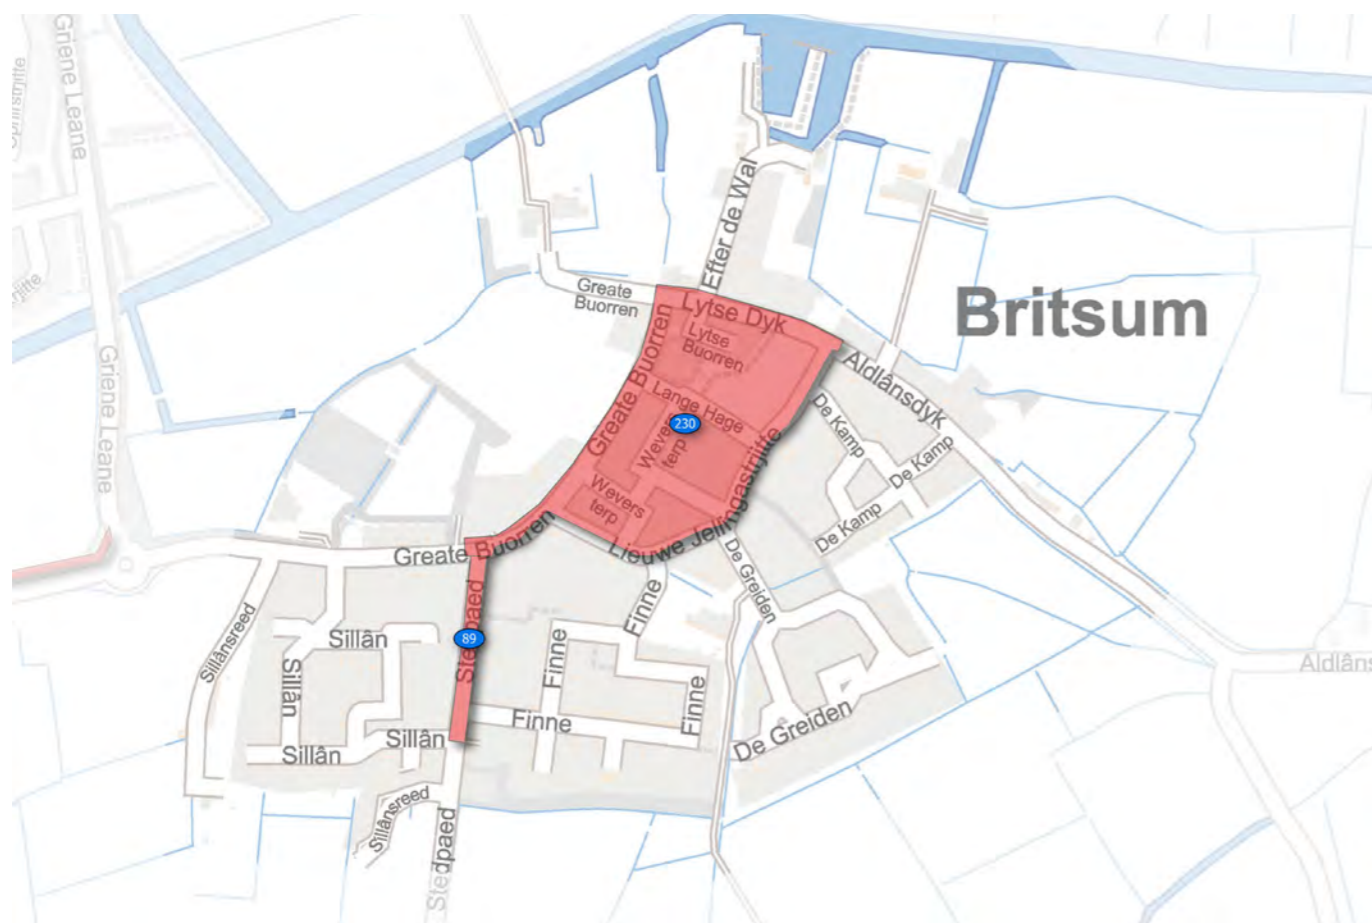 Griene Leane
Efter de Wal
Greate
Buorren
Lytse Dyk
Britsum
Lytse
Buorren
Greate Buorren
Aldlânsdyk
Griene Leane
Lange Hage
De Kamp
230
Wevers
terp
De Kamp
Wevers
terp
De Kamp
Greate Buorren
Lieuwe Jellingastrjitte
De Greiden
Stedpaed
Finne
Sillânsreed
Sillân
89
Finne
Sillân
Finne
Finne
Sillân
Sillân
De Greiden
Sillânsreed
Stedpaed